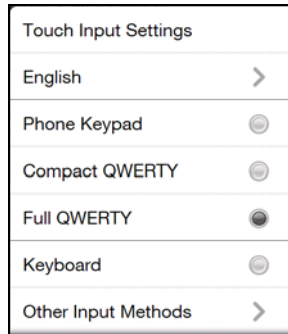 Touch Input Settings
English
Phone Keypad
Compact QWERTY
Full QWERTY
Keyboard
Other Input Methods